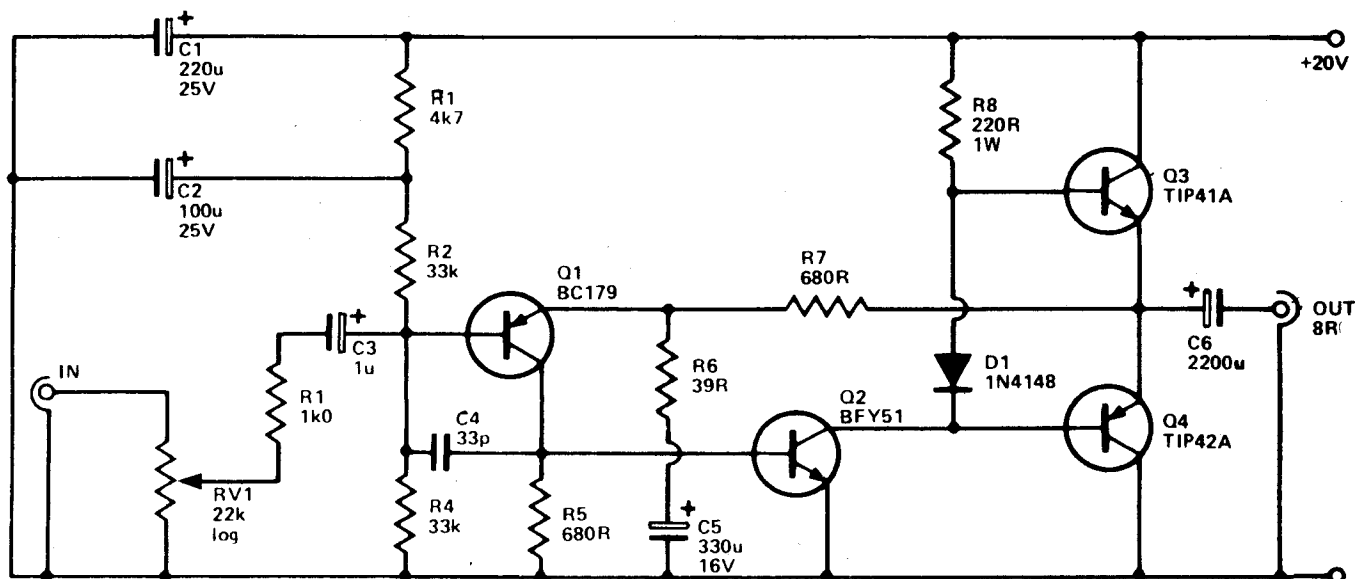 C1
220u
25V
+
R1
4k7
R8
220R
1W
+20V
C2
100u
25V
+
Q3
TIP41A
R2
33k
Q1
BC179
R7
680R
+
C3
1u
+
C6
2200u
OUT
8R
IN
R1
1k0
R6
39R
D1
1N4148
C4
33p
Q2
BFY51
Q4
TIP42A
RV1
22k
log
R4
33k
R5
680R
+
C5
330u
16V